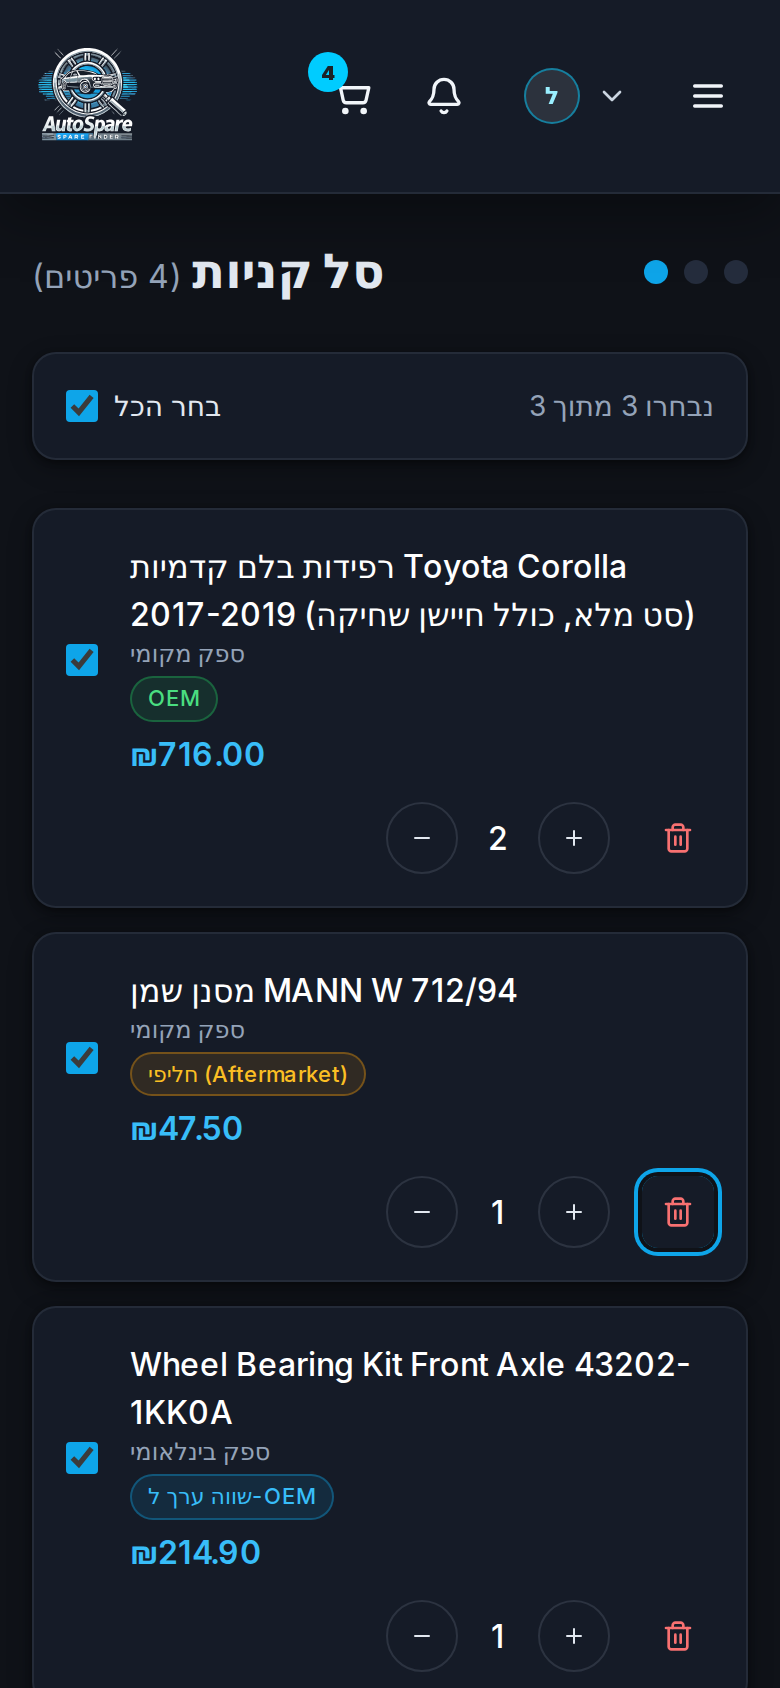 AutoSpare
SPARE FINDER
4
ל
סל קניות (4 פריטים)
בחר הכל
נבחרו 3 מתוך 3
רפידות בלם קדמיות Toyota Corolla
2017-2019 (סט מלא, כולל חיישן שחיקה)
ספק מקומי
OEM
₪716.00
− 2 +
מסנן שמן MANN W 712/94
ספק מקומי
חליפי (Aftermarket)
₪47.50
− 1 +
Wheel Bearing Kit Front Axle 43202-
1KK0A
ספק בינלאומי
שווה ערך ל-OEM
₪214.90
− 1 +